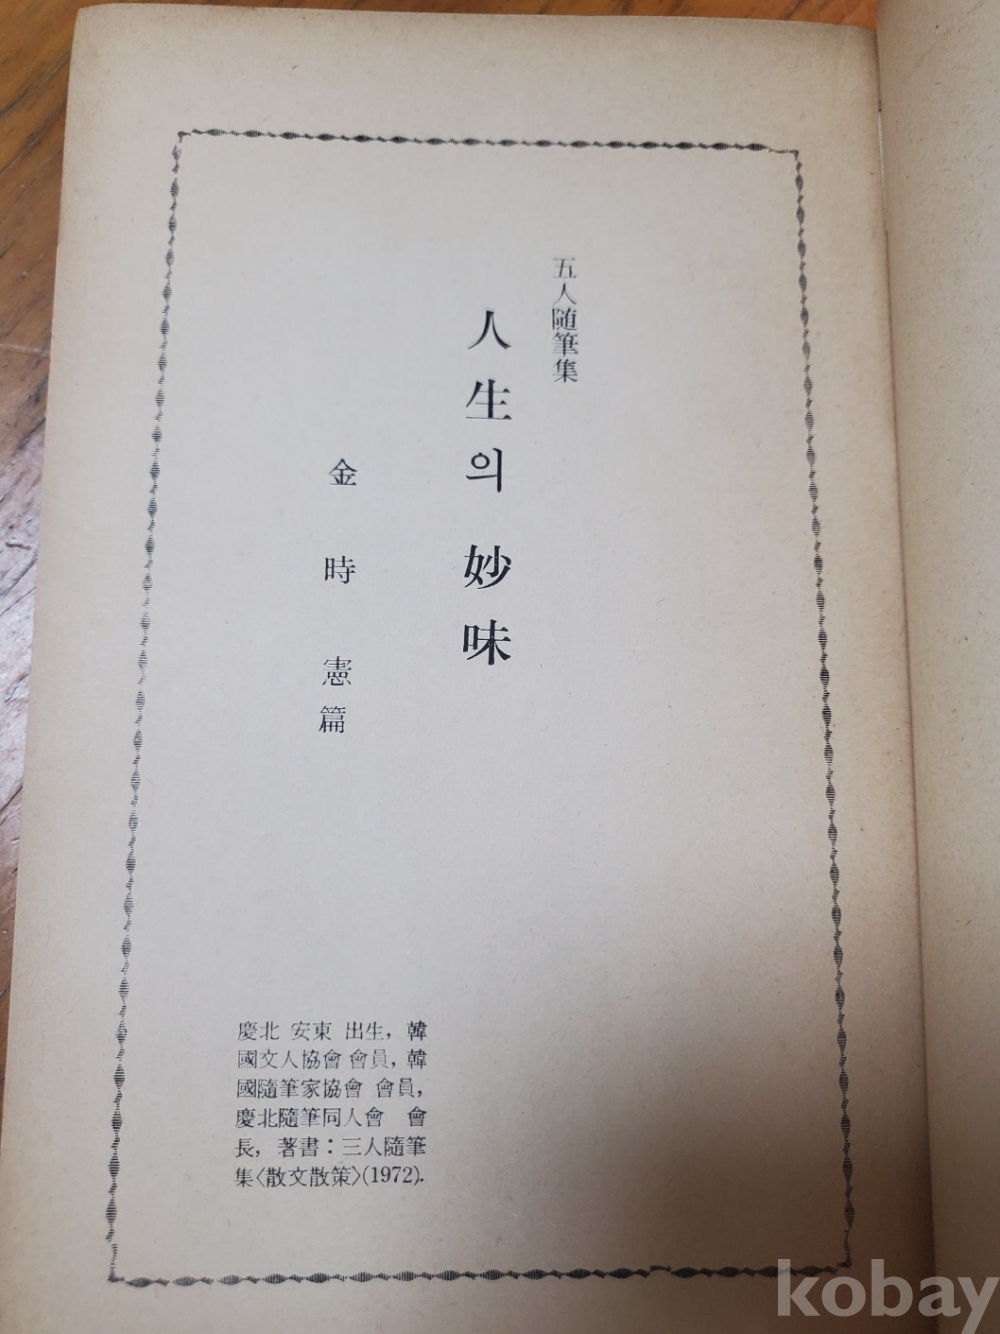 五人随筆集
人生의 妙味
金時憲篇
慶北 安東 出生, 韓
國文人協會 會員, 韓
國隨筆家協會 會員,
慶北隨筆同人會 會
長, 著書 : 三人隨筆
集〈散文散策〉(1972).
kobay